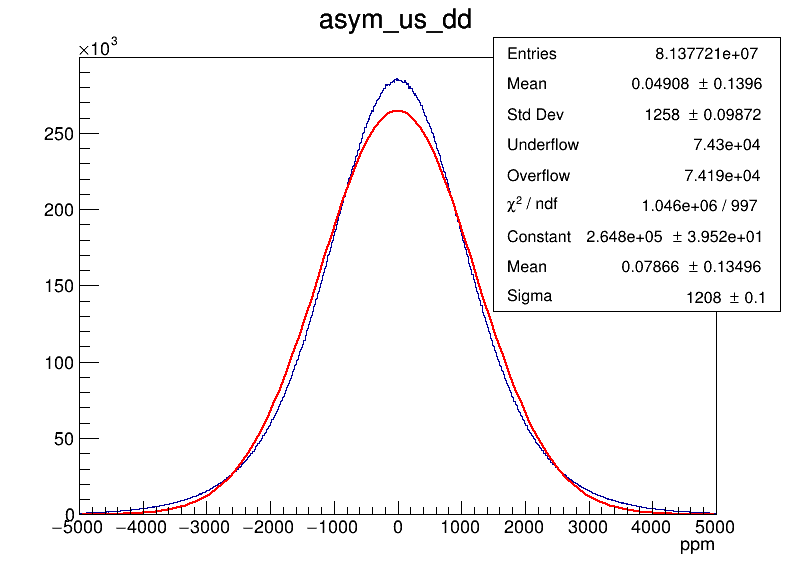 asym_us_dd
×10³
Entries 8.137721e+07
Mean 0.04908 ± 0.1396
Std Dev 1258 ± 0.09872
Underflow 7.43e+04
Overflow 7.419e+04
χ² / ndf 1.046e+06 / 997
Constant 2.648e+05 ± 3.952e+01
Mean 0.07866 ± 0.13496
Sigma 1208 ± 0.1
250
200
150
100
50
0
−5000 −4000 −3000 −2000 −1000 0 1000 2000 3000 4000 5000
ppm